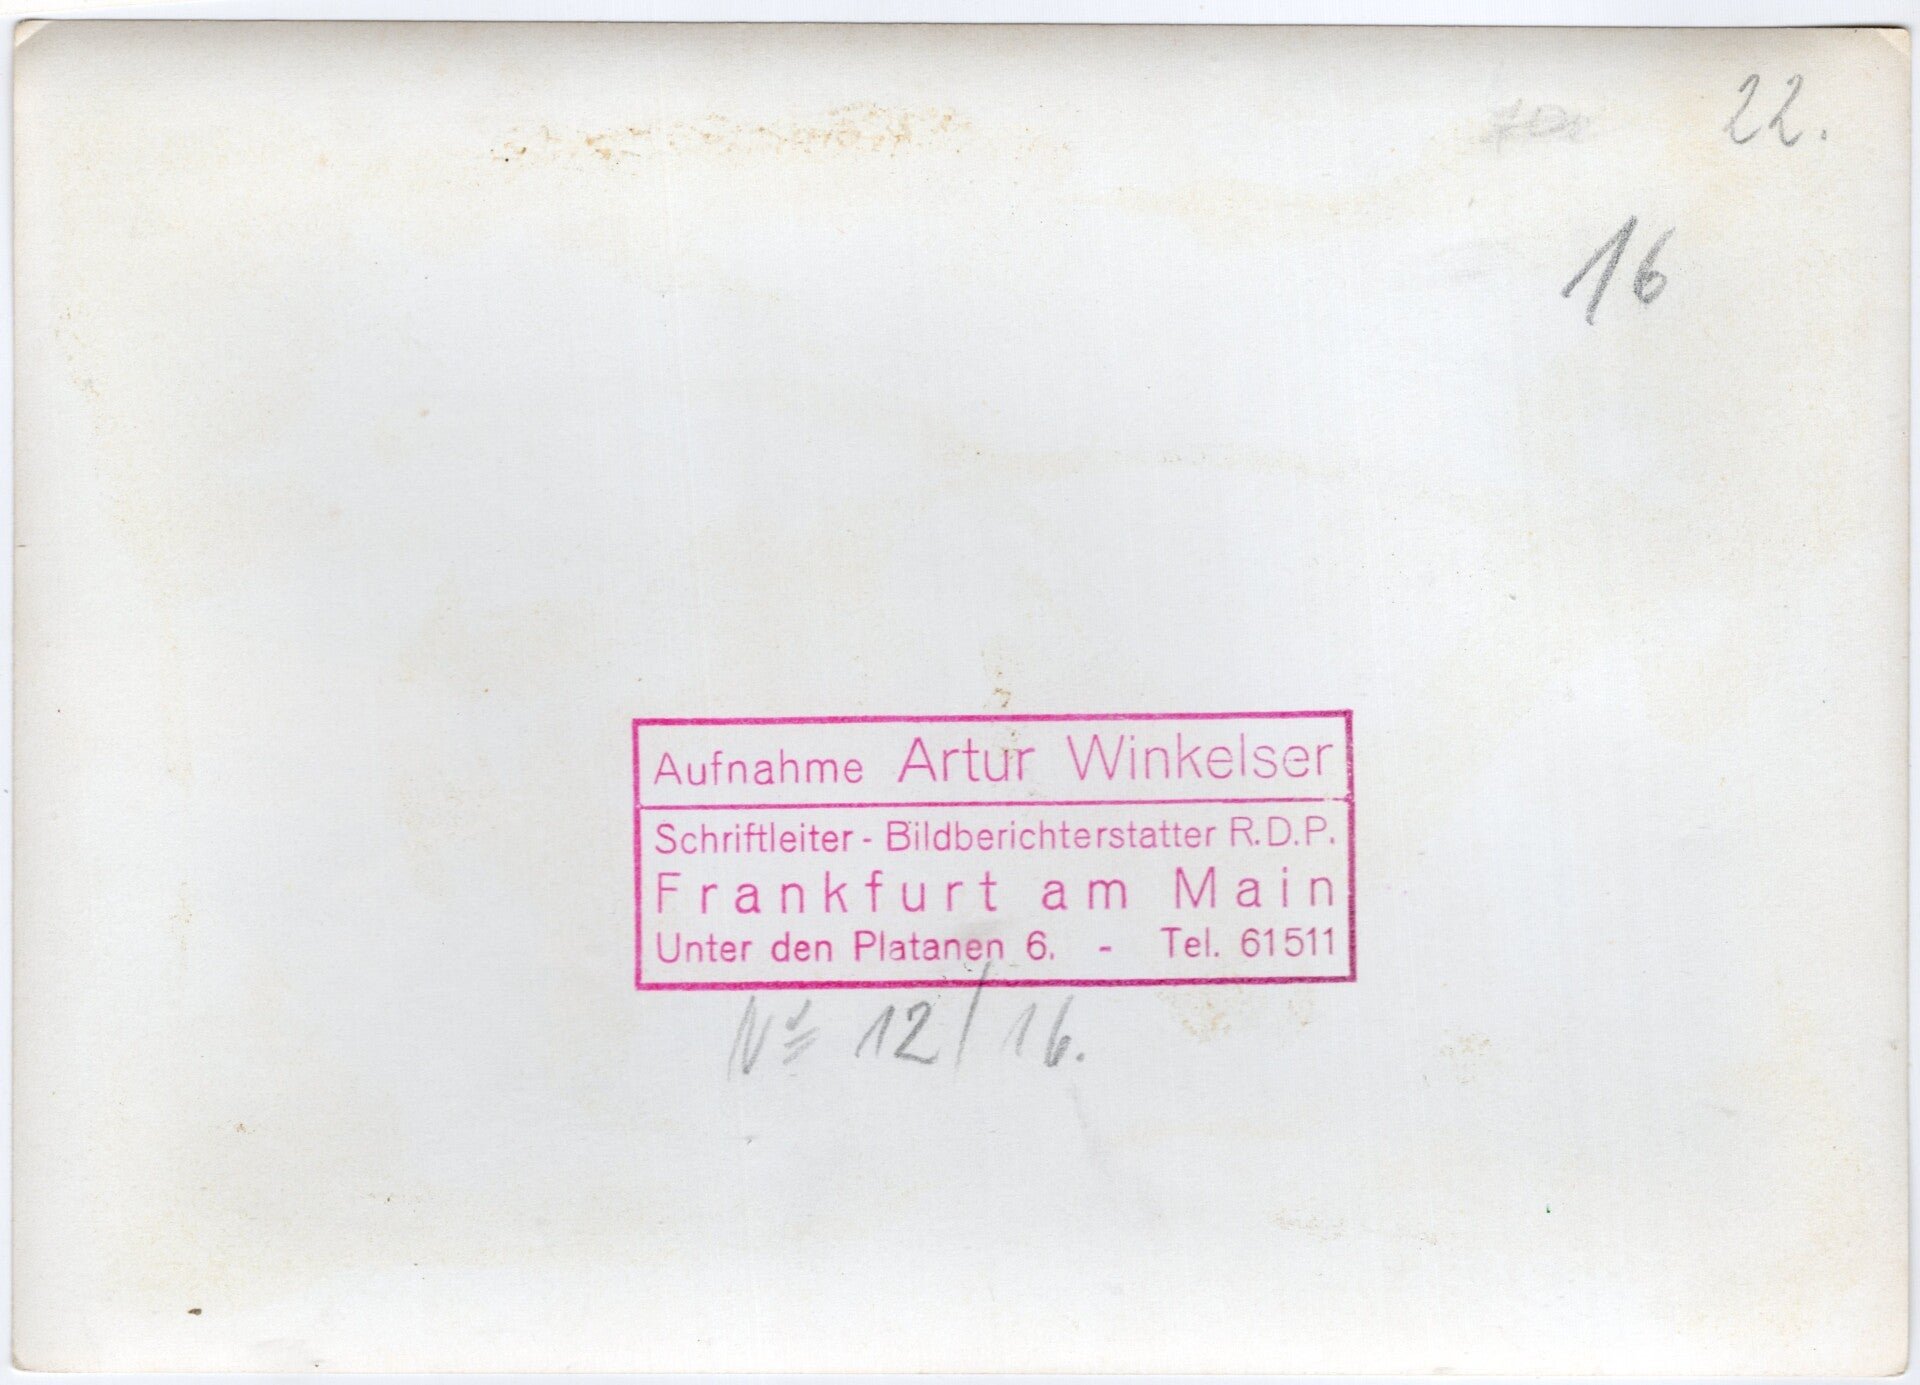 22.
16
Aufnahme Artur Winkelser
Schriftleiter - Bildberichterstatter R.D.P.
Frankfurt am Main
Unter den Platanen 6. - Tel. 61511
No 12/16.